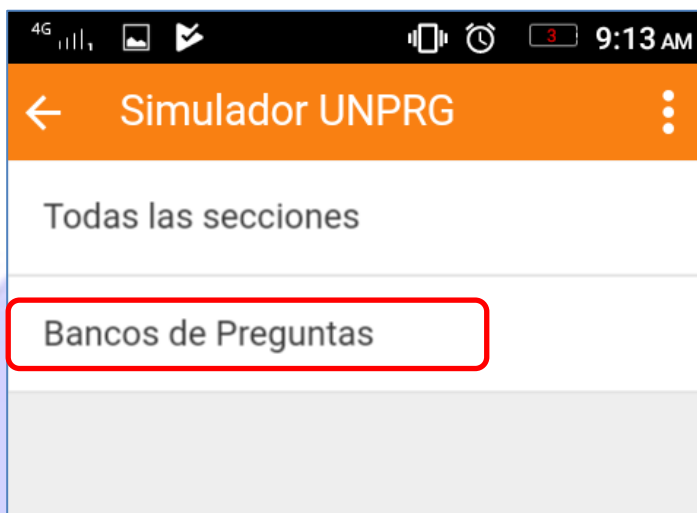 4G 3 9:13 AM
Simulador UNPRG
Todas las secciones
Bancos de Preguntas